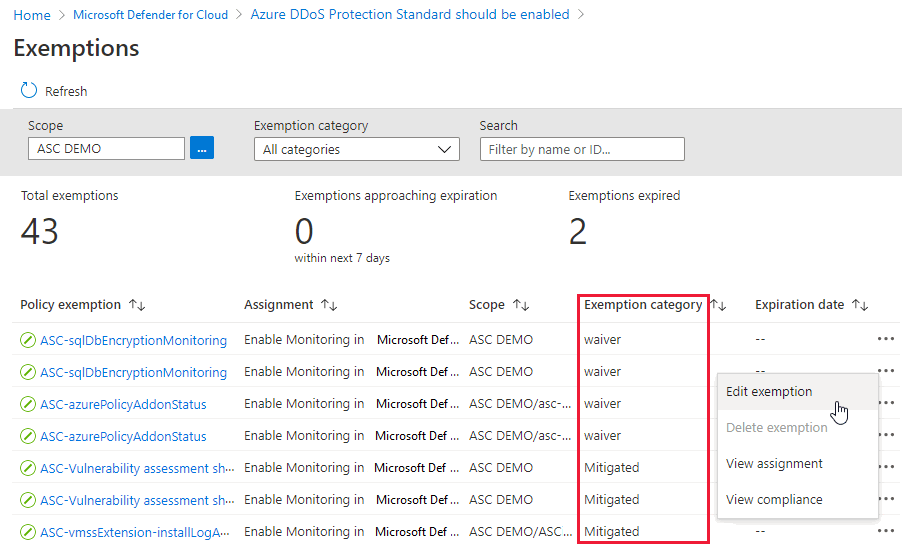 Home > Microsoft Defender for Cloud > Azure DDoS Protection Standard should be enabled >
Exemptions
Refresh
Scope Exemption category Search
ASC DEMO ... All categories Filter by name or ID...
Total exemptions Exemptions approaching expiration Exemptions expired
43 0 2
within next 7 days
Policy exemption ↑↓ Assignment ↑↓ Scope ↑↓ Exemption category ↑↓ Expiration date ↑↓
ASC-sqlDbEncryptionMonitoring Enable Monitoring in Microsoft Def ... ASC DEMO waiver -- ...
ASC-sqlDbEncryptionMonitoring Enable Monitoring in Microsoft Def ... ASC DEMO waiver -- ...
ASC-azurePolicyAddonStatus Enable Monitoring in Microsoft Def ... ASC DEMO/asc-... waiver ...
Edit exemption
ASC-azurePolicyAddonStatus Enable Monitoring in Microsoft Def ... ASC DEMO/asc-... waiver ...
Delete exemption
ASC-Vulnerability assessment sh... Enable Monitoring in Microsoft Def ... ASC DEMO Mitigated ...
View assignment
ASC-Vulnerability assessment sh... Enable Monitoring in Microsoft Def ... ASC DEMO Mitigated ...
View compliance
ASC-vmssExtension-installLogA... Enable Monitoring in Microsoft Def ... ASC DEMO/ASC... Mitigated -- ...